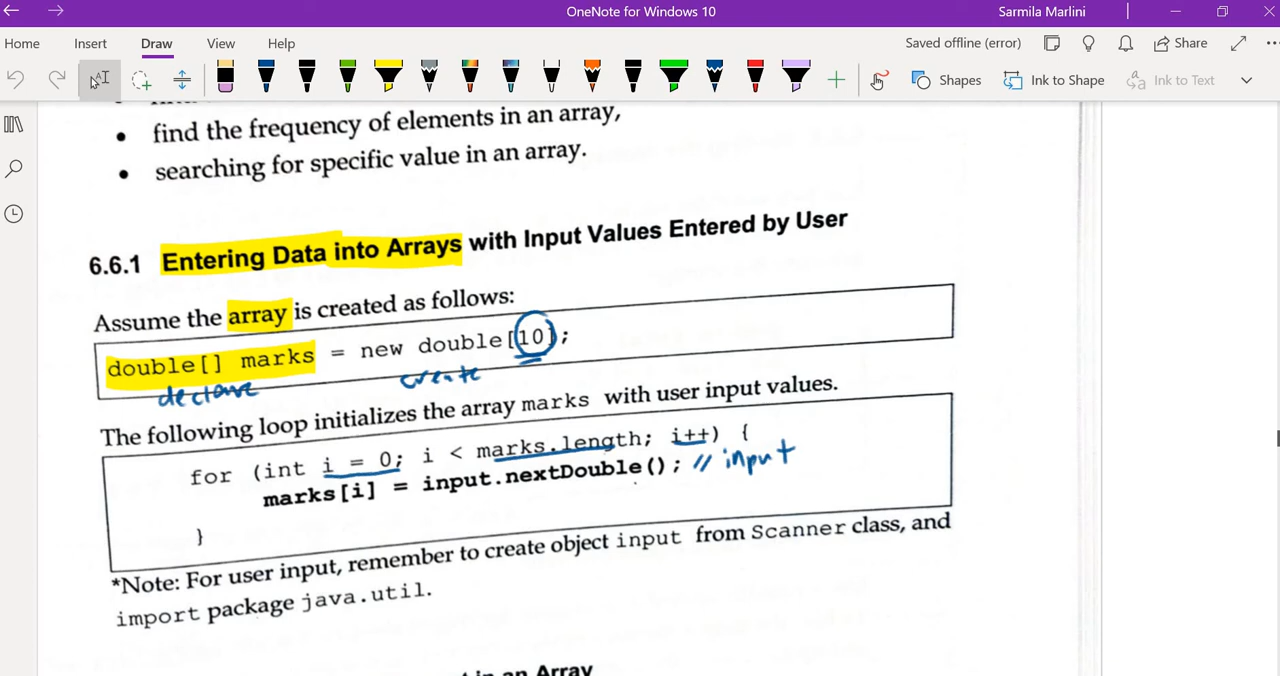 OneNote for Windows 10
Sarmila Marlini
Home Insert Draw View Help
Saved offline (error) Share
Shapes Ink to Shape Ink to Text
• find the frequency of elements in an array,
• searching for specific value in an array.
6.6.1 Entering Data into Arrays with Input Values Entered by User
Assume the array is created as follows:
double[] marks = new double[10];
declare create
The following loop initializes the array marks with user input values.
for (int i = 0; i < marks.length; i++) {
marks[i] = input.nextDouble(); // input
}
*Note: For user input, remember to create object input from Scanner class, and
import package java.util.
in an Array